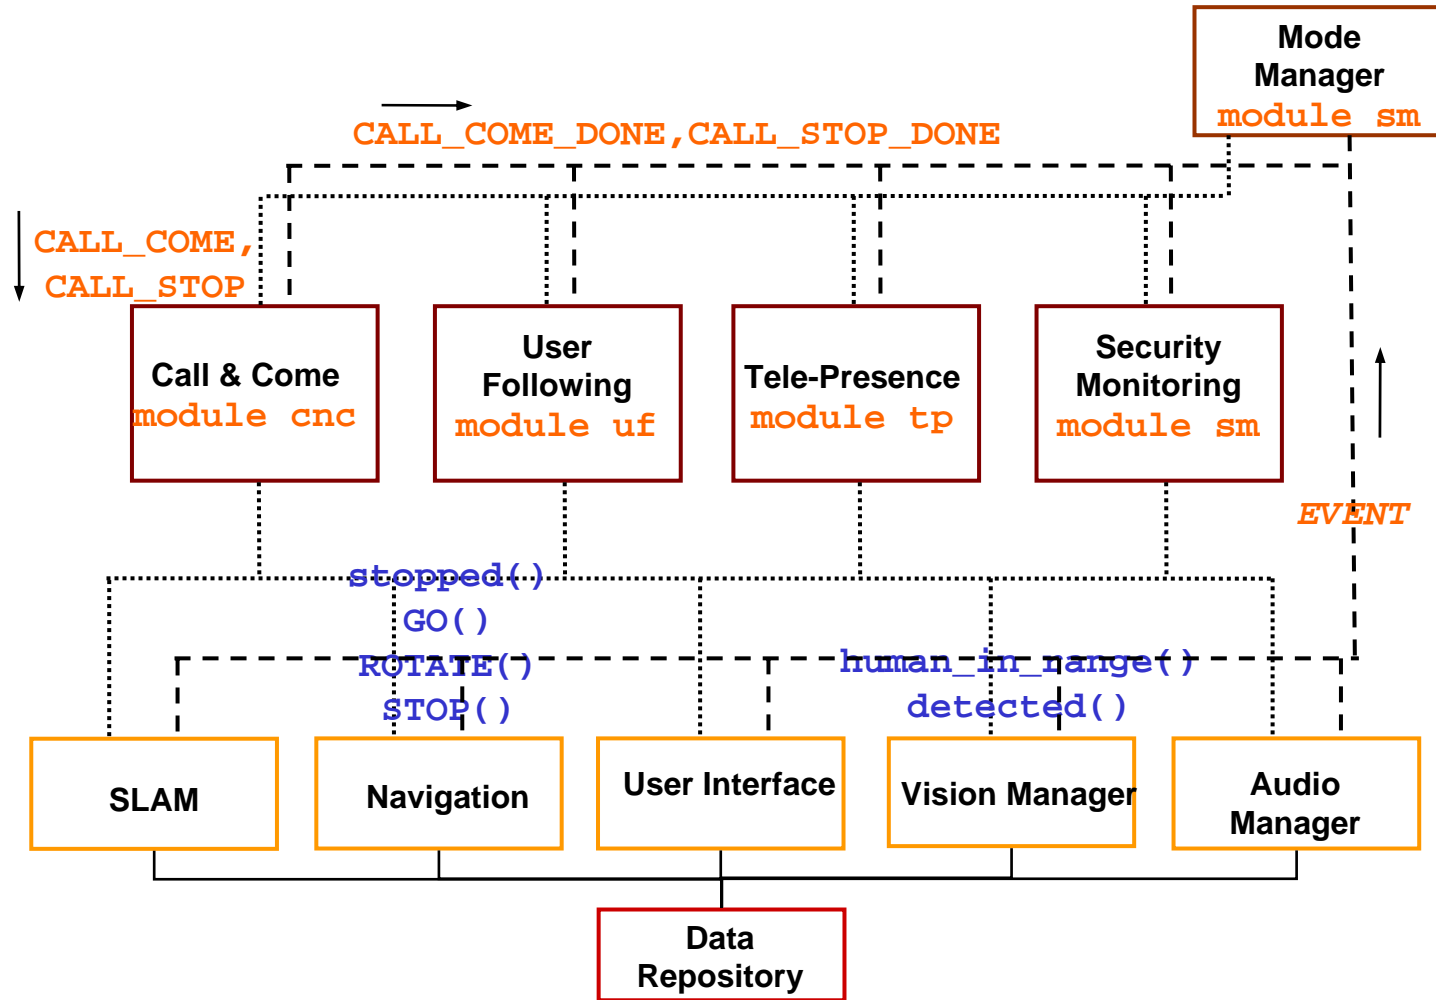 Mode
Manager
module sm
CALL_COME_DONE,CALL_STOP_DONE
CALL_COME,
CALL_STOP
Call & Come
module cnc
User
Following
module uf
Tele-Presence
module tp
Security
Monitoring
module sm
EVENT
stopped()
GO()
ROTATE()
STOP()
human_in_range()
detected()
SLAM
Navigation
User Interface
Vision Manager
Audio
Manager
Data
Repository